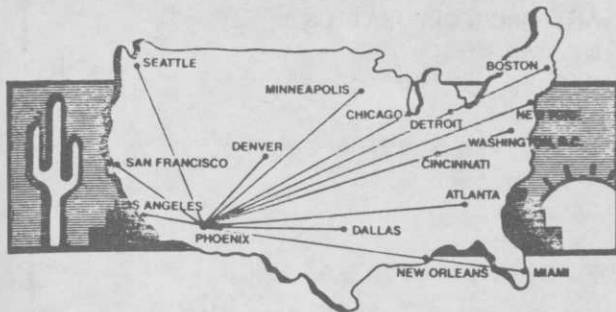 SEATTLE
BOSTON
MINNEAPOLIS
CHICAGO
DETROIT
NEW YORK
WASHINGTON, D.C.
DENVER
CINCINNATI
SAN FRANCISCO
S ANGELES
ATLANTA
PHOENIX
DALLAS
NEW ORLEANS
MIAMI